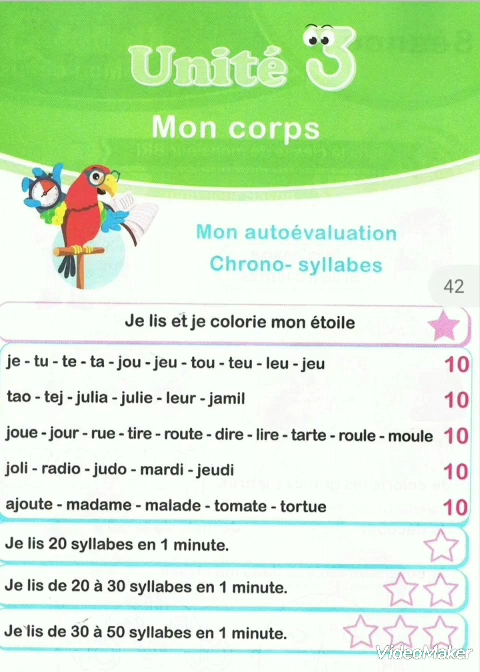 Unité 3
Mon corps
Mon autoévaluation
Chrono- syllabes
42
Je lis et je colorie mon étoile
je - tu - te - ta - jou - jeu - tou - teu - leu - jeu 10
tao - tej - julia - julie - leur - jamil 10
joue - jour - rue - tire - route - dire - lire - tarte - roule - moule 10
joli - radio - judo - mardi - jeudi 10
ajoute - madame - malade - tomate - tortue 10
Je lis 20 syllabes en 1 minute.
Je lis de 20 à 30 syllabes en 1 minute.
Je lis de 30 à 50 syllabes en 1 minute.
VideoMaker